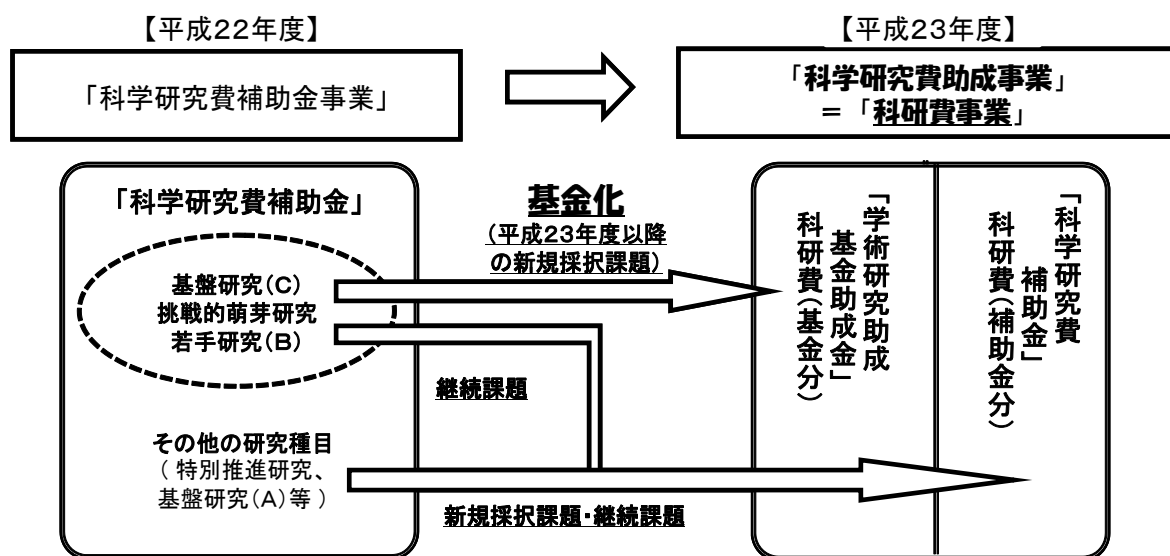 【平成22年度】
「科学研究費補助金事業」
【平成23年度】
「科学研究費助成事業」
=「科研費事業」
「科学研究費補助金」
基盤研究(C)
挑戦的萌芽研究
若手研究(B)
その他の研究種目
( 特別推進研究、
基盤研究(A)等 )
基金化
(平成23年度以降
の新規採択課題)
継続課題
新規採択課題・継続課題
「学術研究助成
基金助成金」
科研費(基金分)
「科学研究費
補助金」
科研費(補助金分)